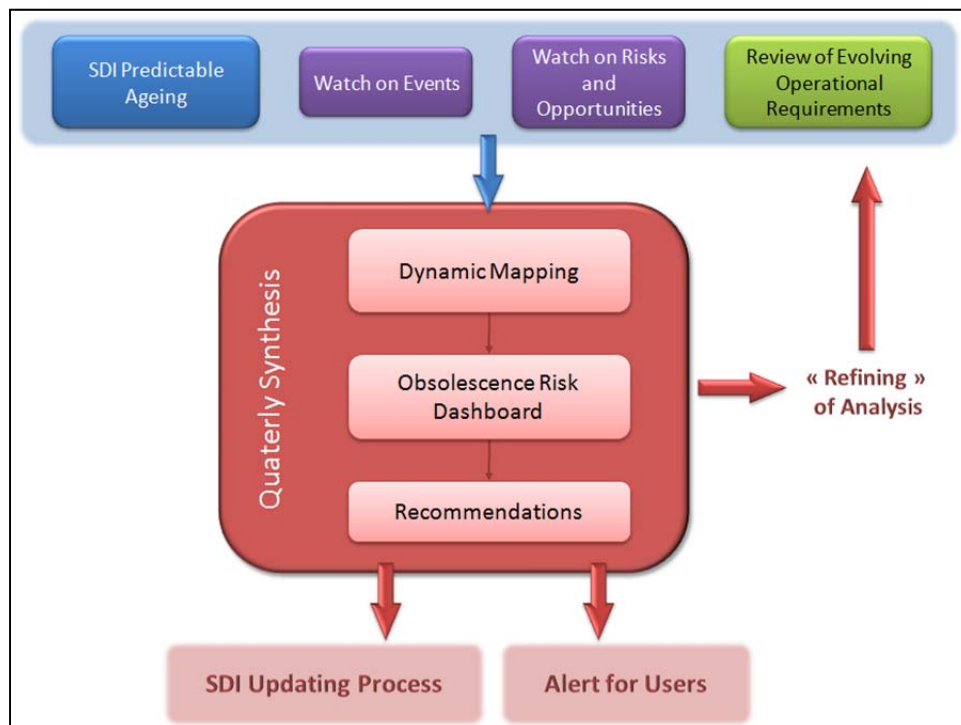 SDI Predictable
Ageing
Watch on Events
Watch on Risks
and
Opportunities
Review of Evolving
Operational
Requirements
Quaterly Synthesis
Dynamic Mapping
Obsolescence Risk
Dashboard
Recommendations
« Refining »
of Analysis
SDI Updating Process
Alert for Users